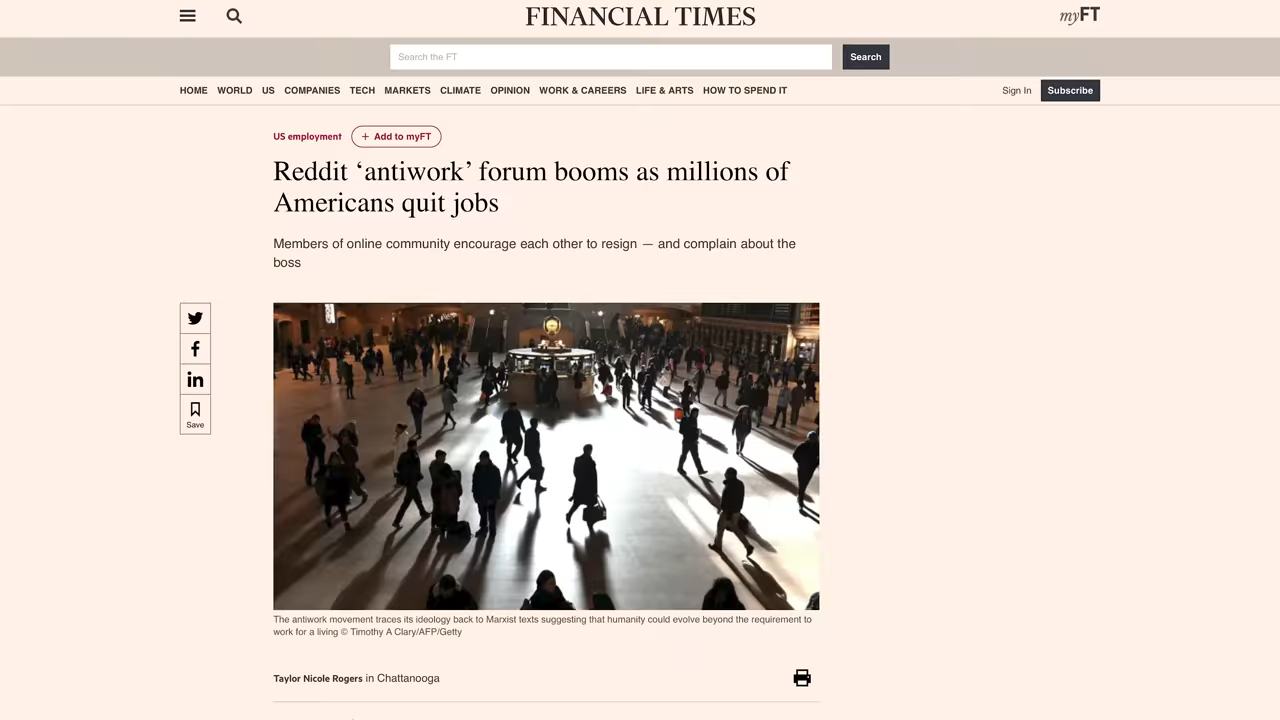 FINANCIAL TIMES
myFT
Search the FT
Search
HOME WORLD US COMPANIES TECH MARKETS CLIMATE OPINION WORK & CAREERS LIFE & ARTS HOW TO SPEND IT
Sign In Subscribe
US employment + Add to myFT
Reddit ‘antiwork’ forum booms as millions of
Americans quit jobs
Members of online community encourage each other to resign — and complain about the
boss
Save
The antiwork movement traces its ideology back to Marxist texts suggesting that humanity could evolve beyond the requirement to
work for a living © Timothy A Clary/AFP/Getty
Taylor Nicole Rogers in Chattanooga